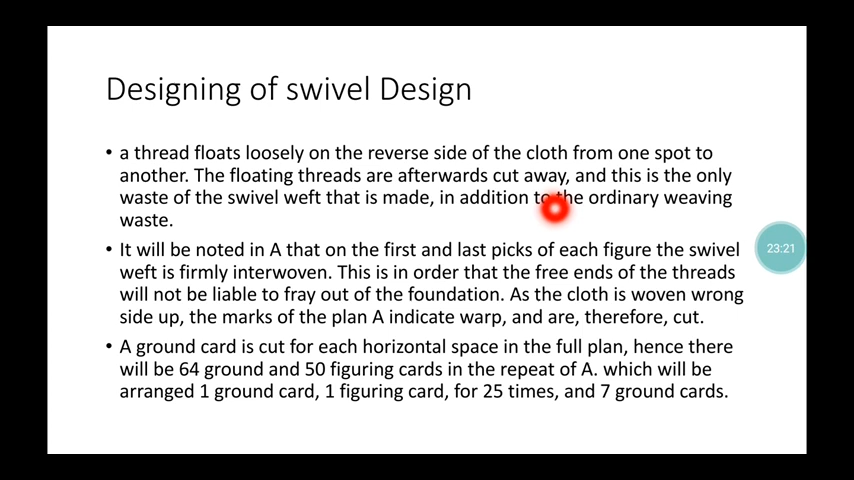 Designing of swivel Design
• a thread floats loosely on the reverse side of the cloth from one spot to
another. The floating threads are afterwards cut away, and this is the only
waste of the swivel weft that is made, in addition to the ordinary weaving
waste.
• It will be noted in A that on the first and last picks of each figure the swivel
weft is firmly interwoven. This is in order that the free ends of the threads
will not be liable to fray out of the foundation. As the cloth is woven wrong
side up, the marks of the plan A indicate warp, and are, therefore, cut.
• A ground card is cut for each horizontal space in the full plan, hence there
will be 64 ground and 50 figuring cards in the repeat of A. which will be
arranged 1 ground card, 1 figuring card, for 25 times, and 7 ground cards.
23:21